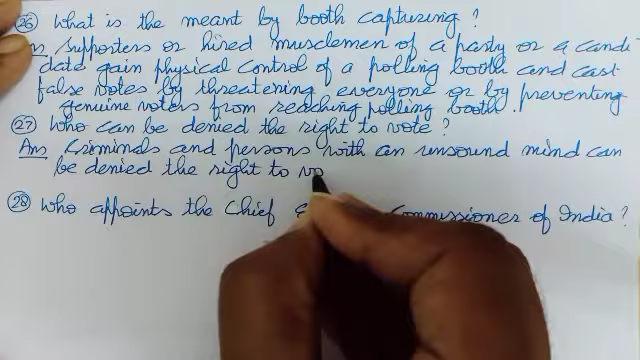 26 What is the meant by booth capturing ?
Ans Supporters or hired musclemen of a party or a candi-
date gain physical control of a polling booth and cast
false votes by threatening everyone or by preventing
genuine voters from reaching polling booth.
27 Who can be denied the right to vote ?
Ans Criminals and persons with an unsound mind can
be denied the right to vo
28 Who appoints the Chief Commissioner of India ?